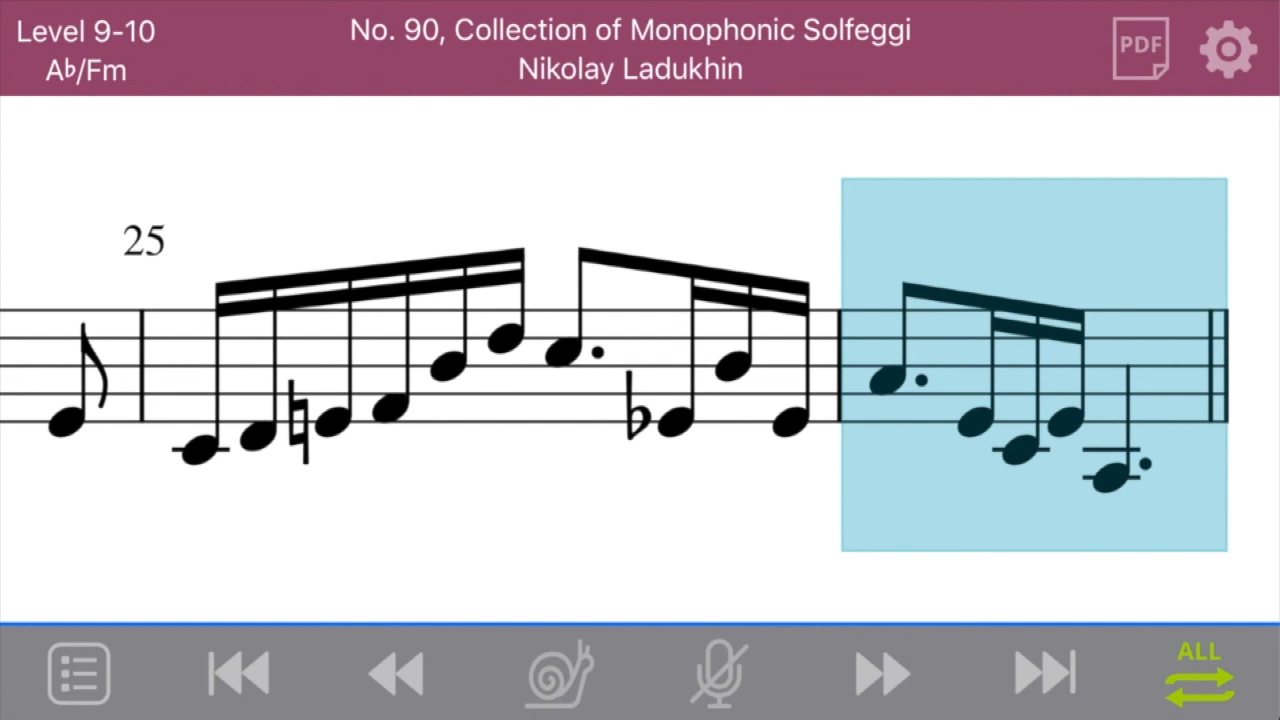 Level 9-10
A♭/Fm
No. 90, Collection of Monophonic Solfeggi
Nikolay Ladukhin
PDF
25
ALL